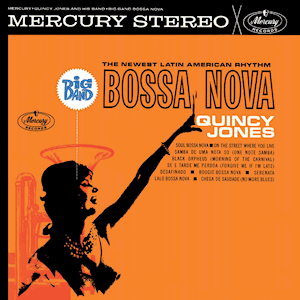 MERCURY • QUINCY JONES AND HIS BAND • BIG BAND BOSSA NOVA
MERCURY STEREO
Mercury
RECORDS
THE NEWEST LATIN AMERICAN RHYTHM
BIG
BAND
BOSSA NOVA
QUINCY
JONES
SOUL BOSSA NOVA • ON THE STREET WHERE YOU LIVE
SAMBA DE UMA NOTA SO (ONE NOTE SAMBA)
BLACK ORPHEUS (MORNING OF THE CARNIVAL)
SE E TARDE ME PERDOA (FORGIVE ME IF I'M LATE)
DESAFINADO • BOOGIE BOSSA NOVA • SERENATA
LALO BOSSA NOVA • CHEGA DE SAUDADE (NO MORE BLUES)
Mercury
RECORDS